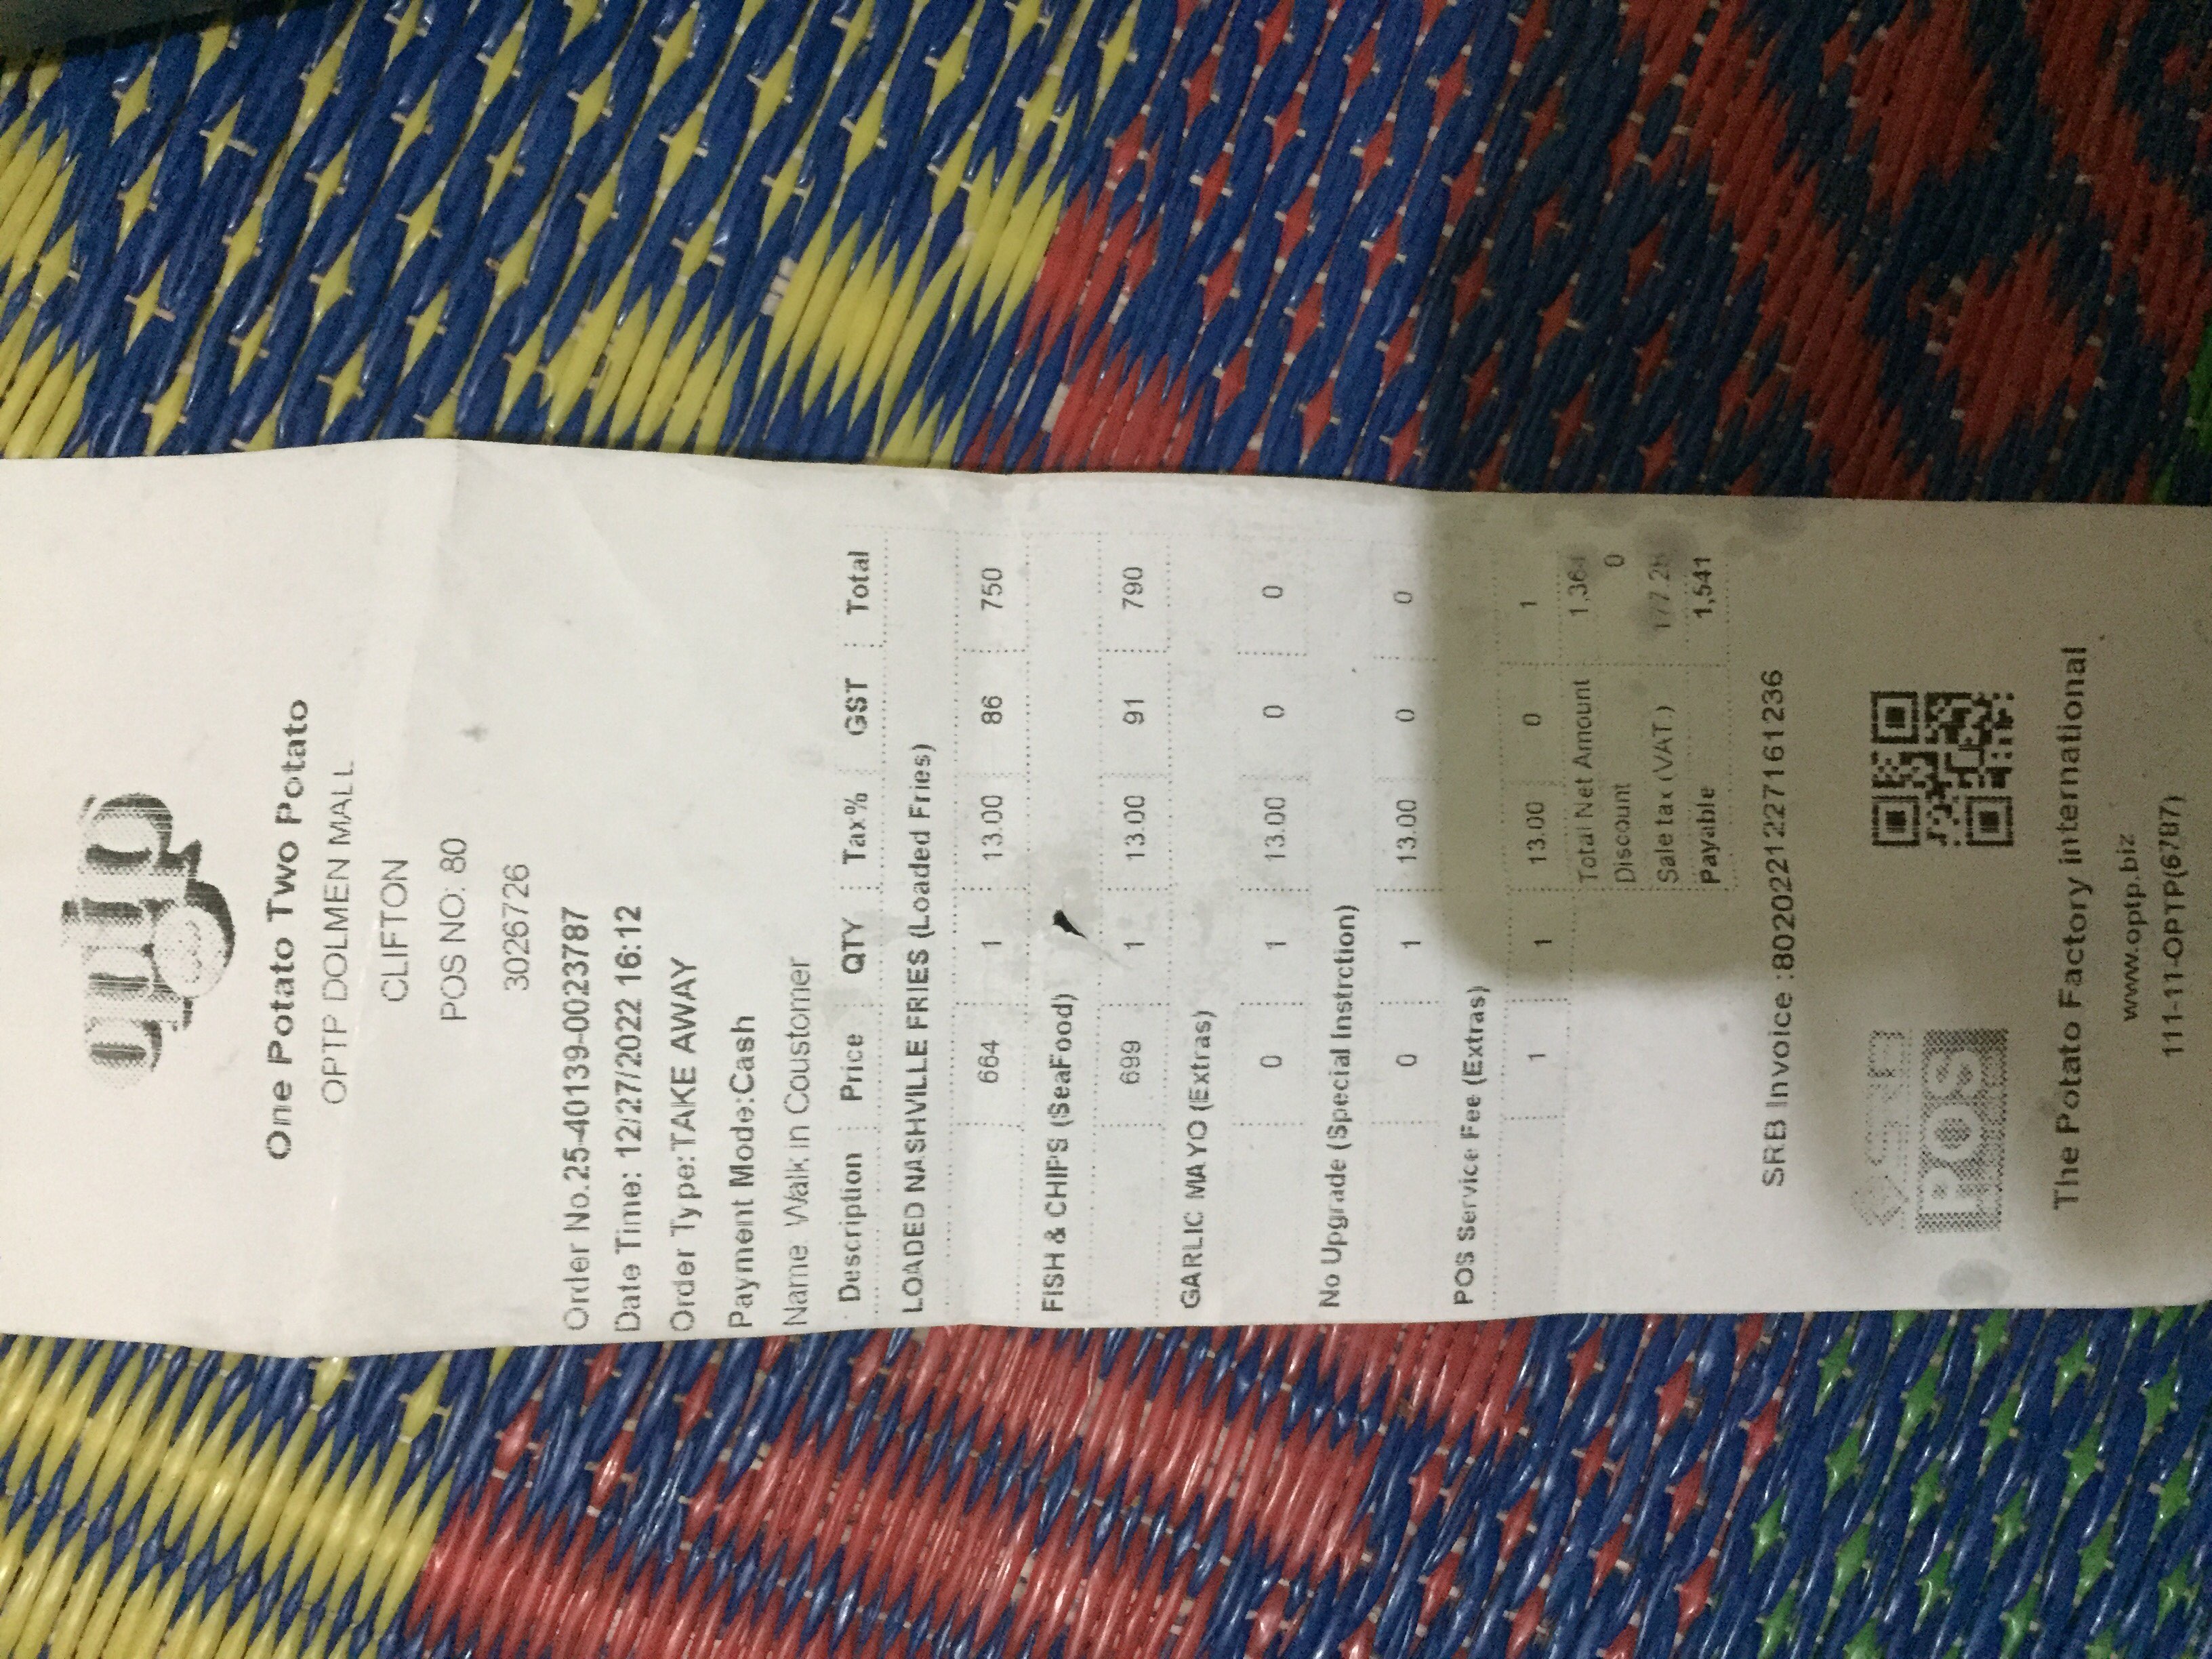 optp
One Potato Two Potato
OPTP DOLMEN MALL
CLIFTON
POS NO: 80
3026726
Order No.25-40139-0023787
Date Time: 12/27/2022 16:12
Order Type:TAKE AWAY
Payment Mode:Cash
Name: Walk in Coustomer
Description Price QTY Tax% GST Total
LOADED NASHVILLE FRIES (Loaded Fries)
664 1 13.00 86 750
FISH & CHIPS (SeaFood)
699 1 13.00 91 790
GARLIC MAYO (Extras)
0 1 13.00 0 0
No Upgrade (Special Instrction)
0 1 13.00 0 0
POS Service Fee (Extras)
1 1 13.00 0 1
Total Net Amount 1,364
Discount 0
Sale tax (VAT.) 177.28
Payable 1,541
SRB Invoice :8020221227161236
SRB
POS
The Potato Factory international
www.optp.biz
111-11-OPTP(6787)